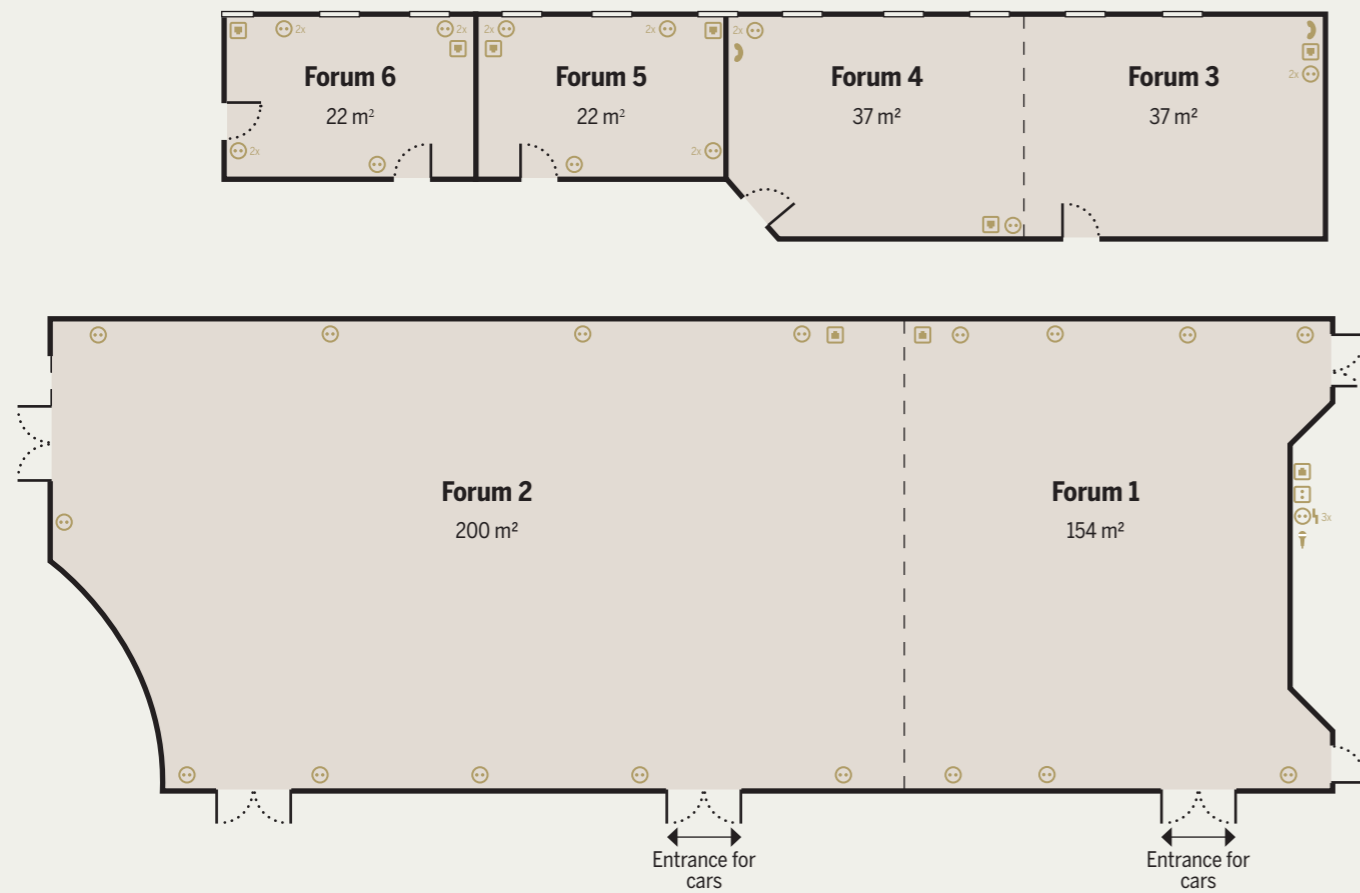 2x
2x
2x
2x
2x
Forum 6
Forum 5
Forum 4
Forum 3
2x
22 m²
22 m²
37 m²
37 m²
2x
2x
Forum 2
Forum 1
200 m²
154 m²
3x
Entrance for
cars
Entrance for
cars